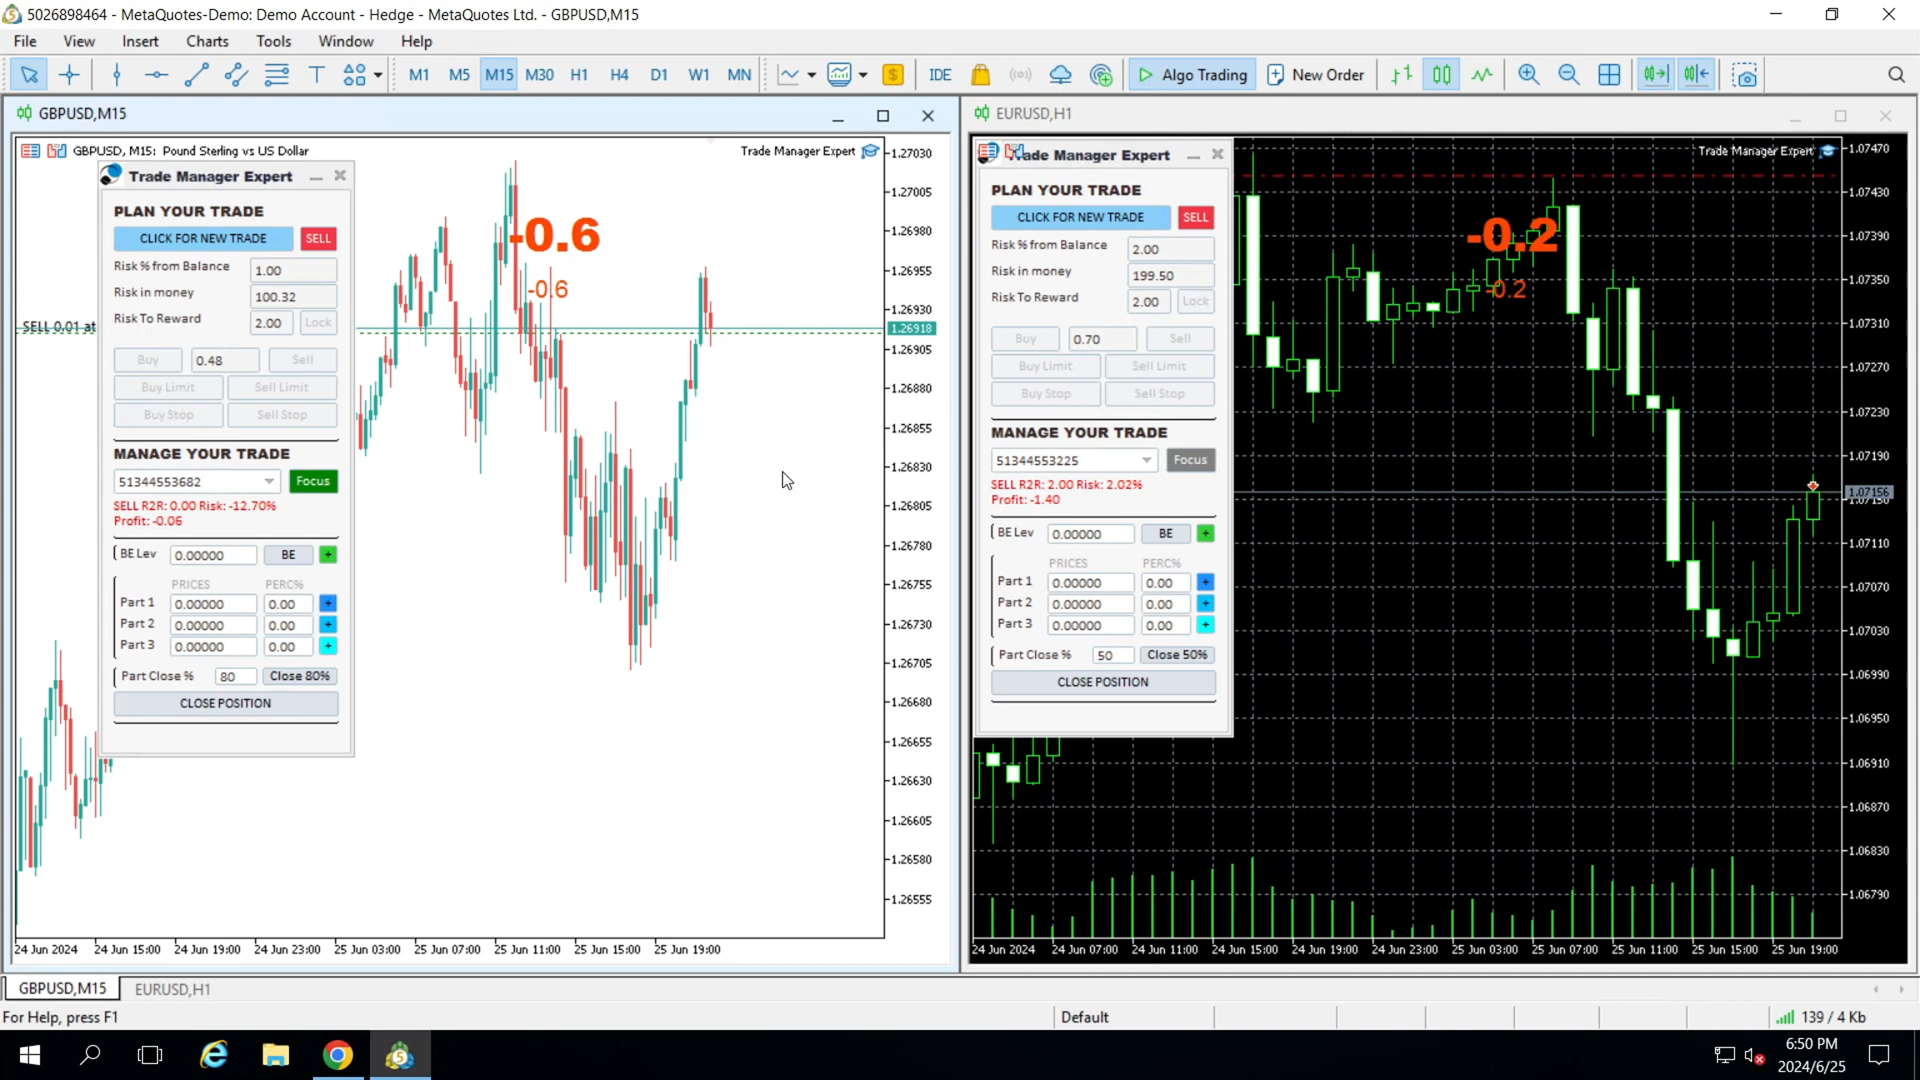 5026898464 - MetaQuotes-Demo: Demo Account - Hedge - MetaQuotes Ltd. - GBPUSD,M15
File View Insert Charts Tools Window Help
M1 M5 M15 M30 H1 H4 D1 W1 MN IDE Algo Trading New Order
GBPUSD,M15
GBPUSD, M15: Pound Sterling vs US Dollar
Trade Manager Expert
Trade Manager Expert
PLAN YOUR TRADE
CLICK FOR NEW TRADE SELL
Risk % from Balance 1.00
Risk in money 100.32
Risk To Reward 2.00 Lock
SELL 0.01 at
Buy 0.48 Sell
Buy Limit Sell Limit
Buy Stop Sell Stop
MANAGE YOUR TRADE
51344553682 Focus
SELL R2R: 0.00 Risk: -12.70%
Profit: -0.06
BE Lev 0.00000 BE +
PRICES PERC%
Part 1 0.00000 0.00 +
Part 2 0.00000 0.00 +
Part 3 0.00000 0.00 +
Part Close % 80 Close 80%
CLOSE POSITION
-0.6
-0.6
1.27030
1.27005
1.26980
1.26955
1.26930
1.26918
1.26905
1.26880
1.26855
1.26830
1.26805
1.26780
1.26755
1.26730
1.26705
1.26680
1.26655
1.26630
1.26605
1.26580
1.26555
24 Jun 2024 24 Jun 15:00 24 Jun 19:00 24 Jun 23:00 25 Jun 03:00 25 Jun 07:00 25 Jun 11:00 25 Jun 15:00 25 Jun 19:00
EURUSD,H1
Trade Manager Expert
ade Manager Expert
PLAN YOUR TRADE
CLICK FOR NEW TRADE SELL
Risk % from Balance 2.00
Risk in money 199.50
Risk To Reward 2.00 Lock
Buy 0.70 Sell
Buy Limit Sell Limit
Buy Stop Sell Stop
MANAGE YOUR TRADE
51344553225 Focus
SELL R2R: 2.00 Risk: 2.02%
Profit: -1.40
BE Lev 0.00000 BE +
PRICES PERC%
Part 1 0.00000 0.00 +
Part 2 0.00000 0.00 +
Part 3 0.00000 0.00 +
Part Close % 50 Close 50%
CLOSE POSITION
-0.2
-0.2
1.07470
1.07430
1.07390
1.07350
1.07310
1.07270
1.07230
1.07190
1.07156
1.07150
1.07110
1.07070
1.07030
1.06990
1.06950
1.06910
1.06870
1.06830
1.06790
24 Jun 2024 24 Jun 07:00 24 Jun 11:00 24 Jun 15:00 24 Jun 19:00 24 Jun 23:00 25 Jun 03:00 25 Jun 07:00 25 Jun 11:00 25 Jun 15:00 25 Jun 19:00
GBPUSD,M15 EURUSD,H1
For Help, press F1 Default 139 / 4 Kb
6:50 PM
2024/6/25